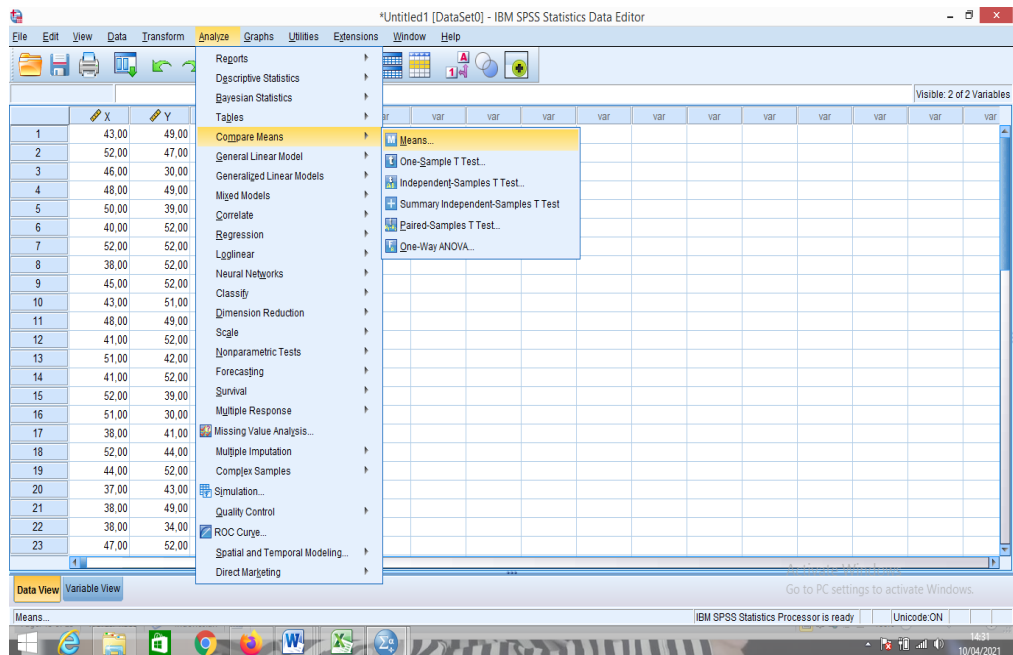 *Untitled1 [DataSet0] - IBM SPSS Statistics Data Editor
File Edit View Data Transform Analyze Graphs Utilities Extensions Window Help
Visible: 2 of 2 Variables
X Y var var var var var var var var var var var
1 43,00 49,00
2 52,00 47,00
3 46,00 30,00
4 48,00 49,00
5 50,00 39,00
6 40,00 52,00
7 52,00 52,00
8 38,00 52,00
9 45,00 52,00
10 43,00 51,00
11 48,00 49,00
12 41,00 52,00
13 51,00 42,00
14 41,00 52,00
15 52,00 39,00
16 51,00 30,00
17 38,00 41,00
18 52,00 44,00
19 44,00 52,00
20 37,00 43,00
21 38,00 49,00
22 38,00 34,00
23 47,00 52,00
Reports
Descriptive Statistics
Bayesian Statistics
Tables
Compare Means
General Linear Model
Generalized Linear Models
Mixed Models
Correlate
Regression
Loglinear
Neural Networks
Classify
Dimension Reduction
Scale
Nonparametric Tests
Forecasting
Survival
Multiple Response
Missing Value Analysis...
Multiple Imputation
Complex Samples
Simulation...
Quality Control
ROC Curve...
Spatial and Temporal Modeling...
Direct Marketing
Means...
One-Sample T Test...
Independent-Samples T Test...
Summary Independent-Samples T Test
Paired-Samples T Test...
One-Way ANOVA...
Data View Variable View
Activate Windows
Go to PC settings to activate Windows.
Means...
IBM SPSS Statistics Processor is ready
Unicode:ON
14:31
10/04/2021